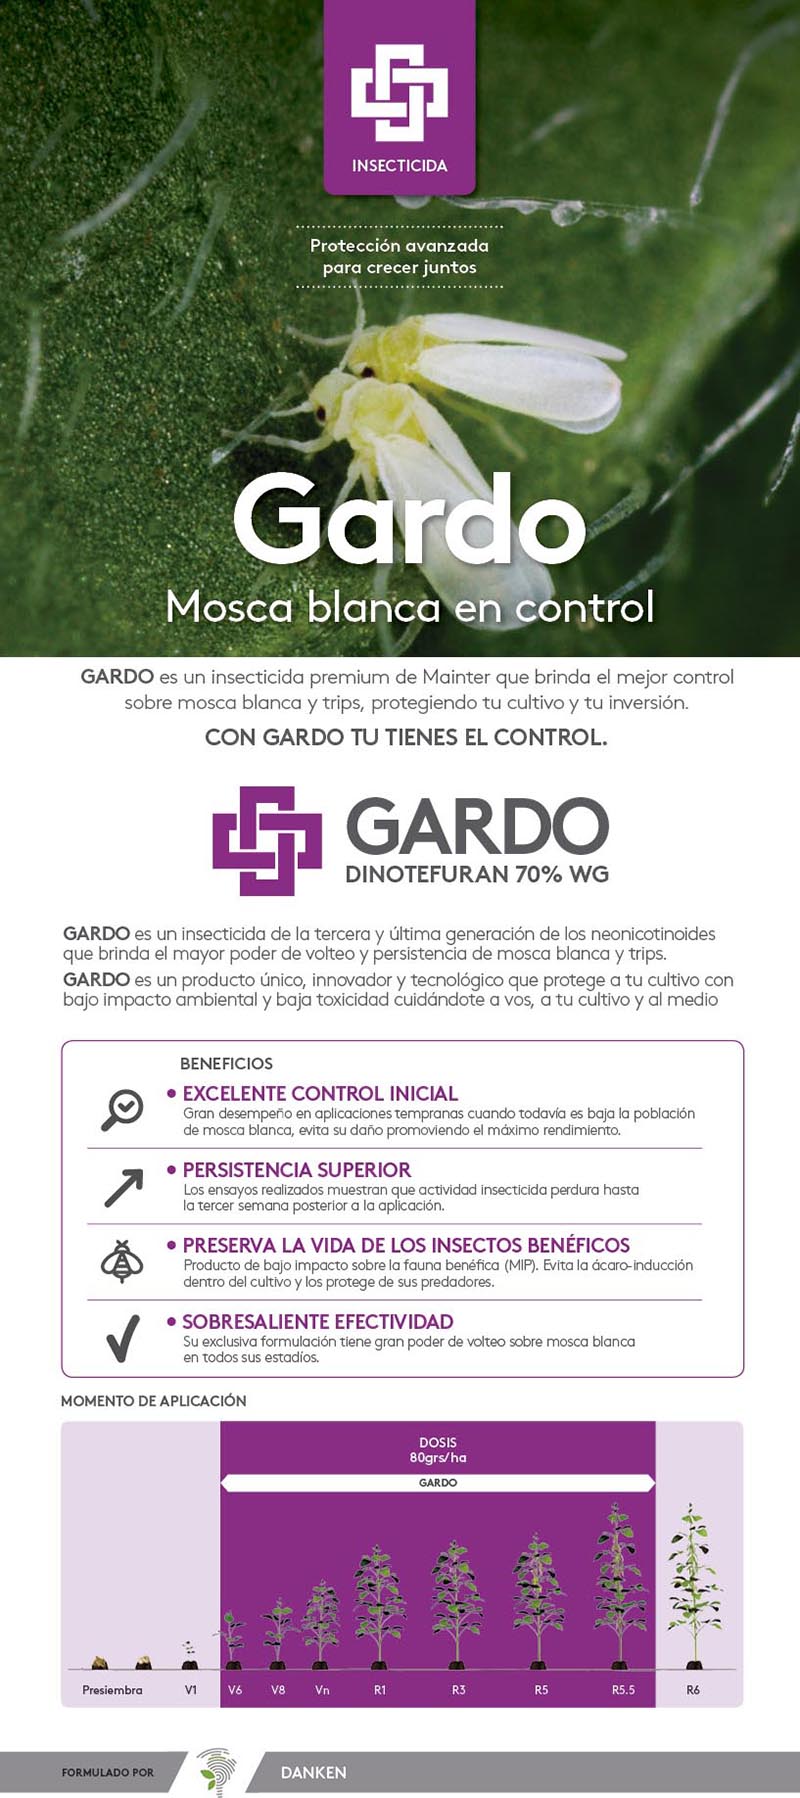 INSECTICIDA
Protección avanzada
para crecer juntos
Gardo
Mosca blanca en control
GARDO es un insecticida premium de Mainter que brinda el mejor control
sobre mosca blanca y trips, protegiendo tu cultivo y tu inversión.
CON GARDO TU TIENES EL CONTROL.
GARDO
DINOTEFURAN 70% WG
GARDO es un insecticida de la tercera y última generación de los neonicotinoides
que brinda el mayor poder de volteo y persistencia de mosca blanca y trips.
GARDO es un producto único, innovador y tecnológico que protege a tu cultivo con
bajo impacto ambiental y baja toxicidad cuidándote a vos, a tu cultivo y al medio
BENEFICIOS
• EXCELENTE CONTROL INICIAL
Gran desempeño en aplicaciones tempranas cuando todavía es baja la población
de mosca blanca, evita su daño promoviendo el máximo rendimiento.
• PERSISTENCIA SUPERIOR
Los ensayos realizados muestran que actividad insecticida perdura hasta
la tercer semana posterior a la aplicación.
• PRESERVA LA VIDA DE LOS INSECTOS BENÉFICOS
Producto de bajo impacto sobre la fauna benéfica (MIP). Evita la ácaro-inducción
dentro del cultivo y los protege de sus predadores.
• SOBRESALIENTE EFECTIVIDAD
Su exclusiva formulación tiene gran poder de volteo sobre mosca blanca
en todos sus estadíos.
MOMENTO DE APLICACIÓN
DOSIS
80grs/ha
GARDO
Presiembra V1 V6 V8 Vn R1 R3 R5 R5.5 R6
FORMULADO POR DANKEN